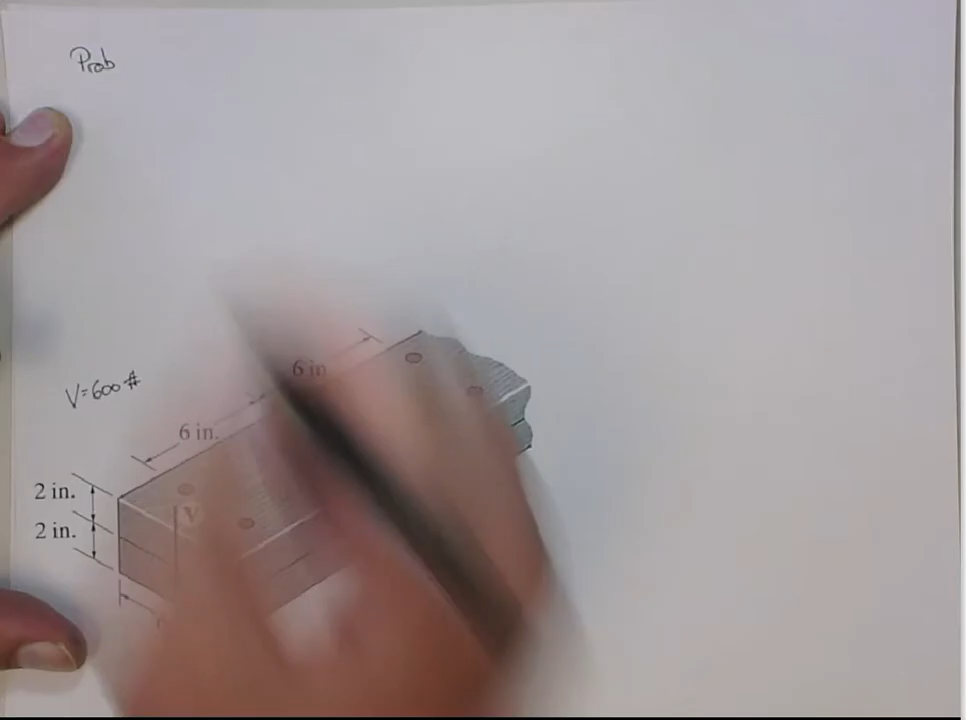 Prob
6 in.
V=600#
6 in.
2 in.
V
2 in.